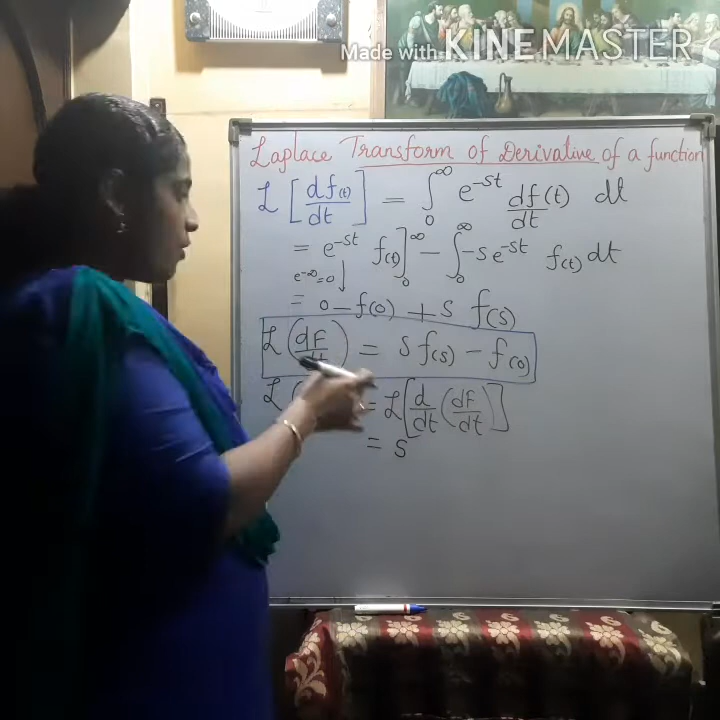 Made with KINEMASTER
Laplace Transform of Derivative of a function
ℒ [df(t)/dt] = ∫₀^∞ e^-st df(t)/dt dt
= e^-st f(t)]₀^∞ - ∫₀^∞ -s e^-st f(t) dt
e^-∞=0
= 0 - f(0) + s f(s)
ℒ (dF/dt) = s f(s) - f(0)
ℒ ( = ℒ[d/dt (dF/dt)]
= s